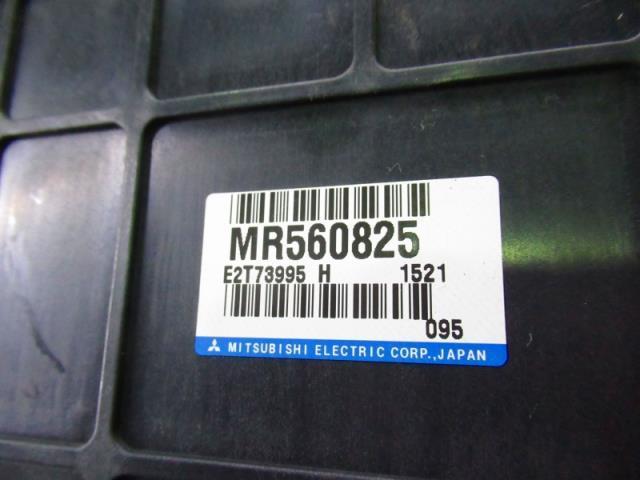 MR560825
E2T73995 H 1521
095
MITSUBISHI ELECTRIC CORP.,JAPAN